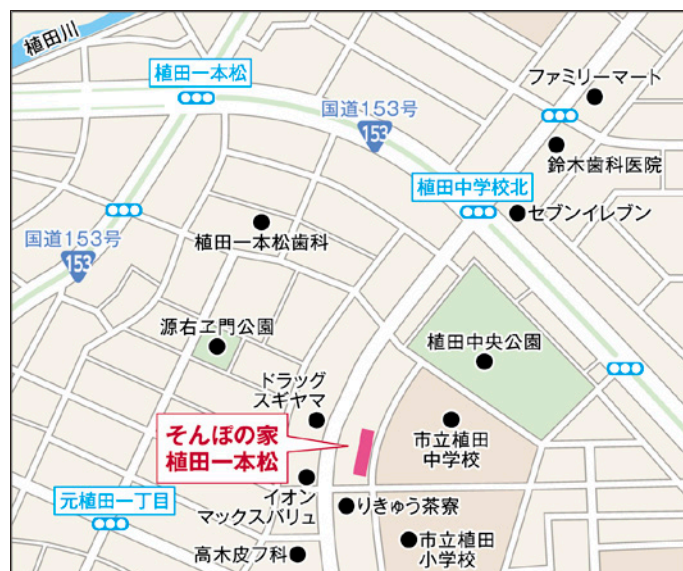 植田川
植田一本松
ファミリーマート
国道153号
153
鈴木歯科医院
植田中学校北
セブンイレブン
植田一本松歯科
国道153号
153
源右ヱ門公園
植田中央公園
ドラッグ
スギヤマ
そんぽの家
植田一本松
市立植田
中学校
イオン
マックスバリュ
元植田一丁目
りきゅう茶寮
高木皮フ科
市立植田
小学校